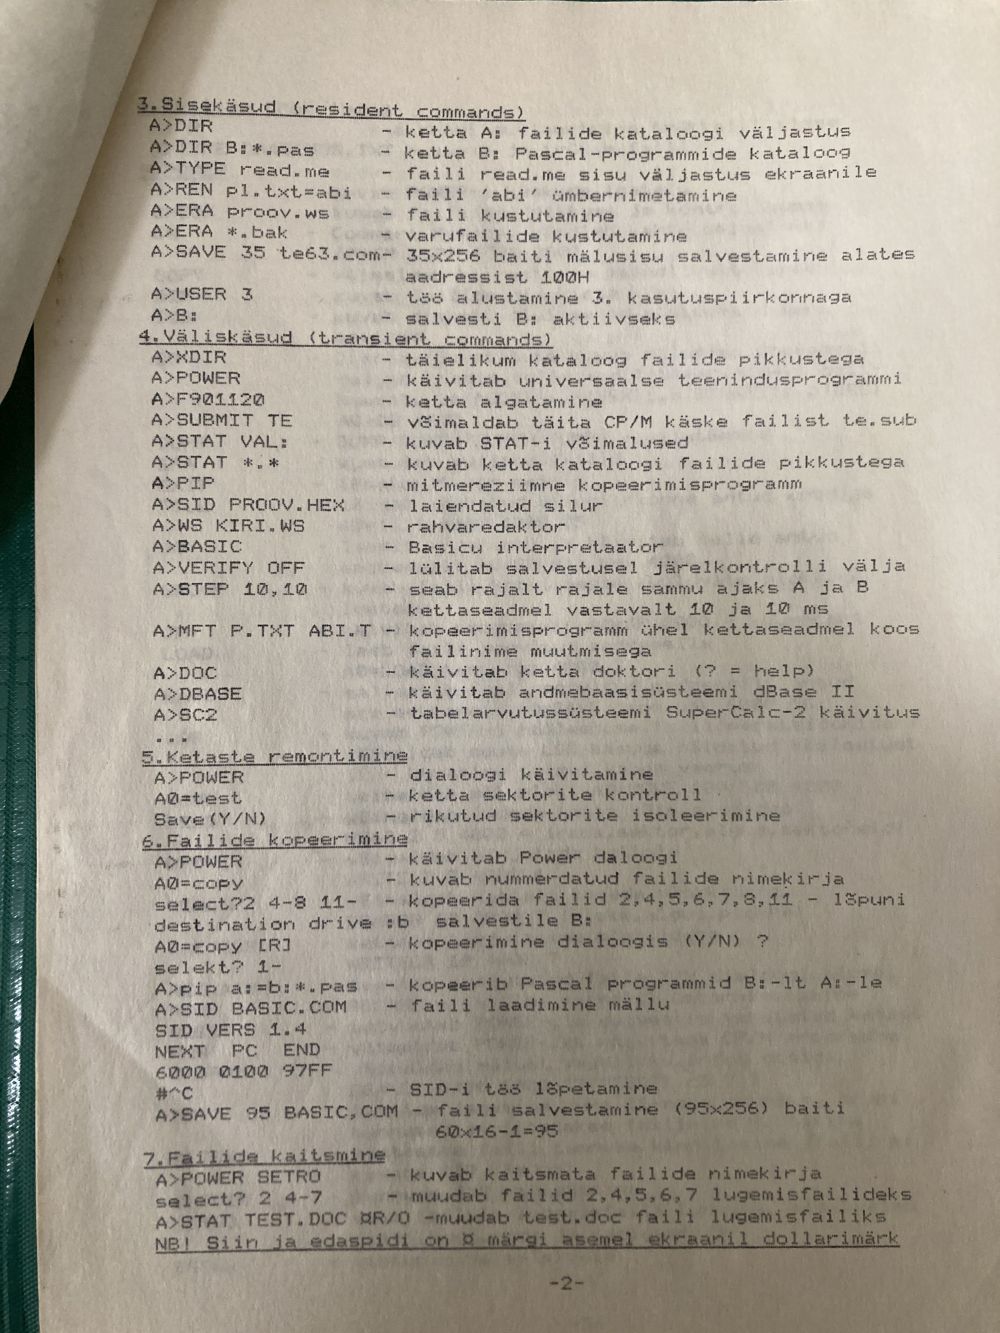 3.Sisekäsud (resident commands)
A>DIR - ketta A: failide kataloogi väljastus
A>DIR B:*.pas - ketta B: Pascal-programmide kataloog
A>TYPE read.me - faili read.me sisu väljastus ekraanile
A>REN pl.txt=abi - faili 'abi' ümbernimetamine
A>ERA proov.ws - faili kustutamine
A>ERA *.bak - varufailide kustutamine
A>SAVE 35 te63.com- 35x256 baiti mälusisu salvestamine alates
aadressist 100H
A>USER 3 - töö alustamine 3. kasutuspiirkonnaga
A>B: - salvesti B: aktiivseks
4.Väliskäsud (transient commands)
A>XDIR - täielikum kataloog failide pikkustega
A>POWER - käivitab universaalse teenindusprogrammi
A>F901120 - ketta algatamine
A>SUBMIT TE - võimaldab täita CP/M käske failist te.sub
A>STAT VAL: - kuvab STAT-i võimalused
A>STAT *.* - kuvab ketta kataloogi failide pikkustega
A>PIP - mitmereziimne kopeerimisprogramm
A>SID PROOV.HEX - laiendatud silur
A>WS KIRI.WS - rahvaredaktor
A>BASIC - Basicu interpretaator
A>VERIFY OFF - lülitab salvestusel järelkontrolli välja
A>STEP 10,10 - seab rajalt rajale sammu ajaks A ja B
kettaseadmel vastavalt 10 ja 10 ms
A>MFT P.TXT ABI.T - kopeerimisprogramm ühel kettaseadmel koos
failinime muutmisega
A>DOC - käivitab ketta doktori (? = help)
A>DBASE - käivitab andmebaasisüsteemi dBase II
A>SC2 - tabelarvutussüsteemi SuperCalc-2 käivitus
...
5.Ketaste remontimine
A>POWER - dialoogi käivitamine
A0=test - ketta sektorite kontroll
Save(Y/N) - rikutud sektorite isoleerimine
6.Failide kopeerimine
A>POWER - käivitab Power daloogi
A0=copy - kuvab nummerdatud failide nimekirja
select?2 4-8 11- - kopeerida failid 2,4,5,6,7,8,11 - lõpuni
destination drive :b salvestile B:
A0=copy [R] - kopeerimine dialoogis (Y/N) ?
selekt? 1-
A>pip a:=b:*.pas - kopeerib Pascal programmid B:-lt A:-le
A>SID BASIC.COM - faili laadimine mällu
SID VERS 1.4
NEXT PC END
6000 0100 97FF
#^C - SID-i töö lõpetamine
A>SAVE 95 BASIC,COM - faili salvestamine (95x256) baiti
60x16-1=95
7.Failide kaitsmine
A>POWER SETRO - kuvab kaitsmata failide nimekirja
select? 2 4-7 - muudab failid 2,4,5,6,7 lugemisfailideks
A>STAT TEST.DOC ¤R/O -muudab test.doc faili lugemisfailiks
NB! Siin ja edaspidi on ¤ märgi asemel ekraanil dollarimärk
-2-